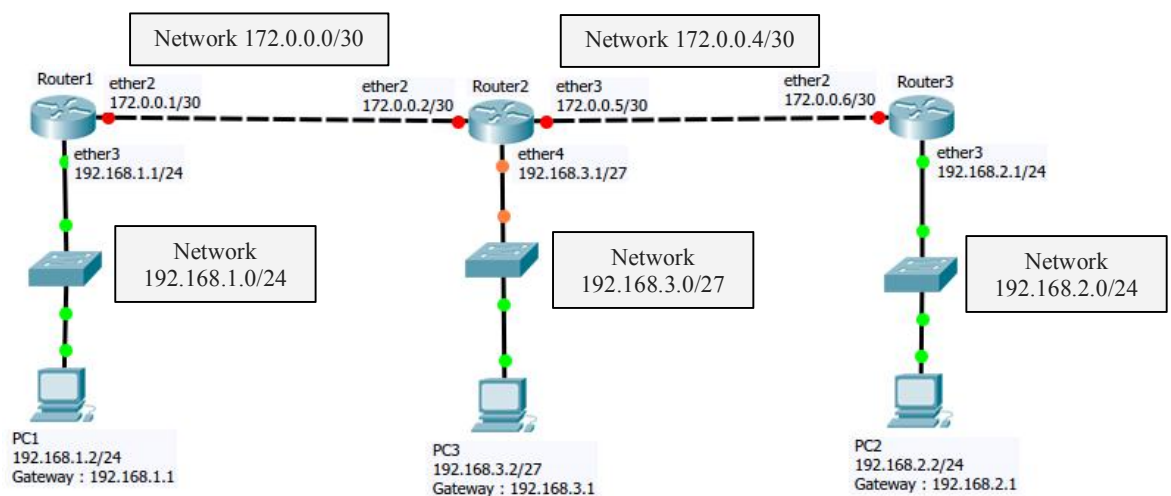 Network 172.0.0.0/30
Network 172.0.0.4/30
Router1
ether2
172.0.0.1/30
ether2
172.0.0.2/30
Router2
ether3
172.0.0.5/30
ether2
172.0.0.6/30
Router3
ether3
192.168.1.1/24
ether4
192.168.3.1/27
ether3
192.168.2.1/24
Network
192.168.1.0/24
Network
192.168.3.0/27
Network
192.168.2.0/24
PC1
192.168.1.2/24
Gateway : 192.168.1.1
PC3
192.168.3.2/27
Gateway : 192.168.3.1
PC2
192.168.2.2/24
Gateway : 192.168.2.1